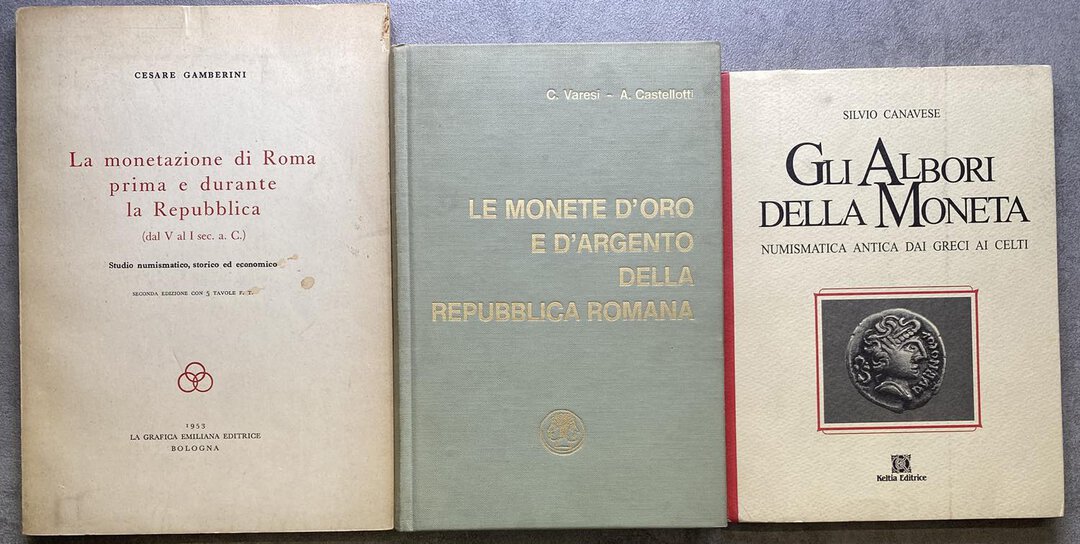 CESARE GAMBERINI
La monetazione di Roma
prima e durante
la Repubblica
(dal V al I sec. a. C.)
Studio numismatico, storico ed economico
SECONDA EDIZIONE CON 5 TAVOLE F. T.
1953
LA GRAFICA EMILIANA EDITRICE
BOLOGNA
C. Varesi - A. Castellotti
LE MONETE D'ORO
E D'ARGENTO
DELLA
REPUBBLICA ROMANA
SILVIO CANAVESE
GLI ALBORI
DELLA MONETA
NUMISMATICA ANTICA DAI GRECI AI CELTI
Keltia Editrice